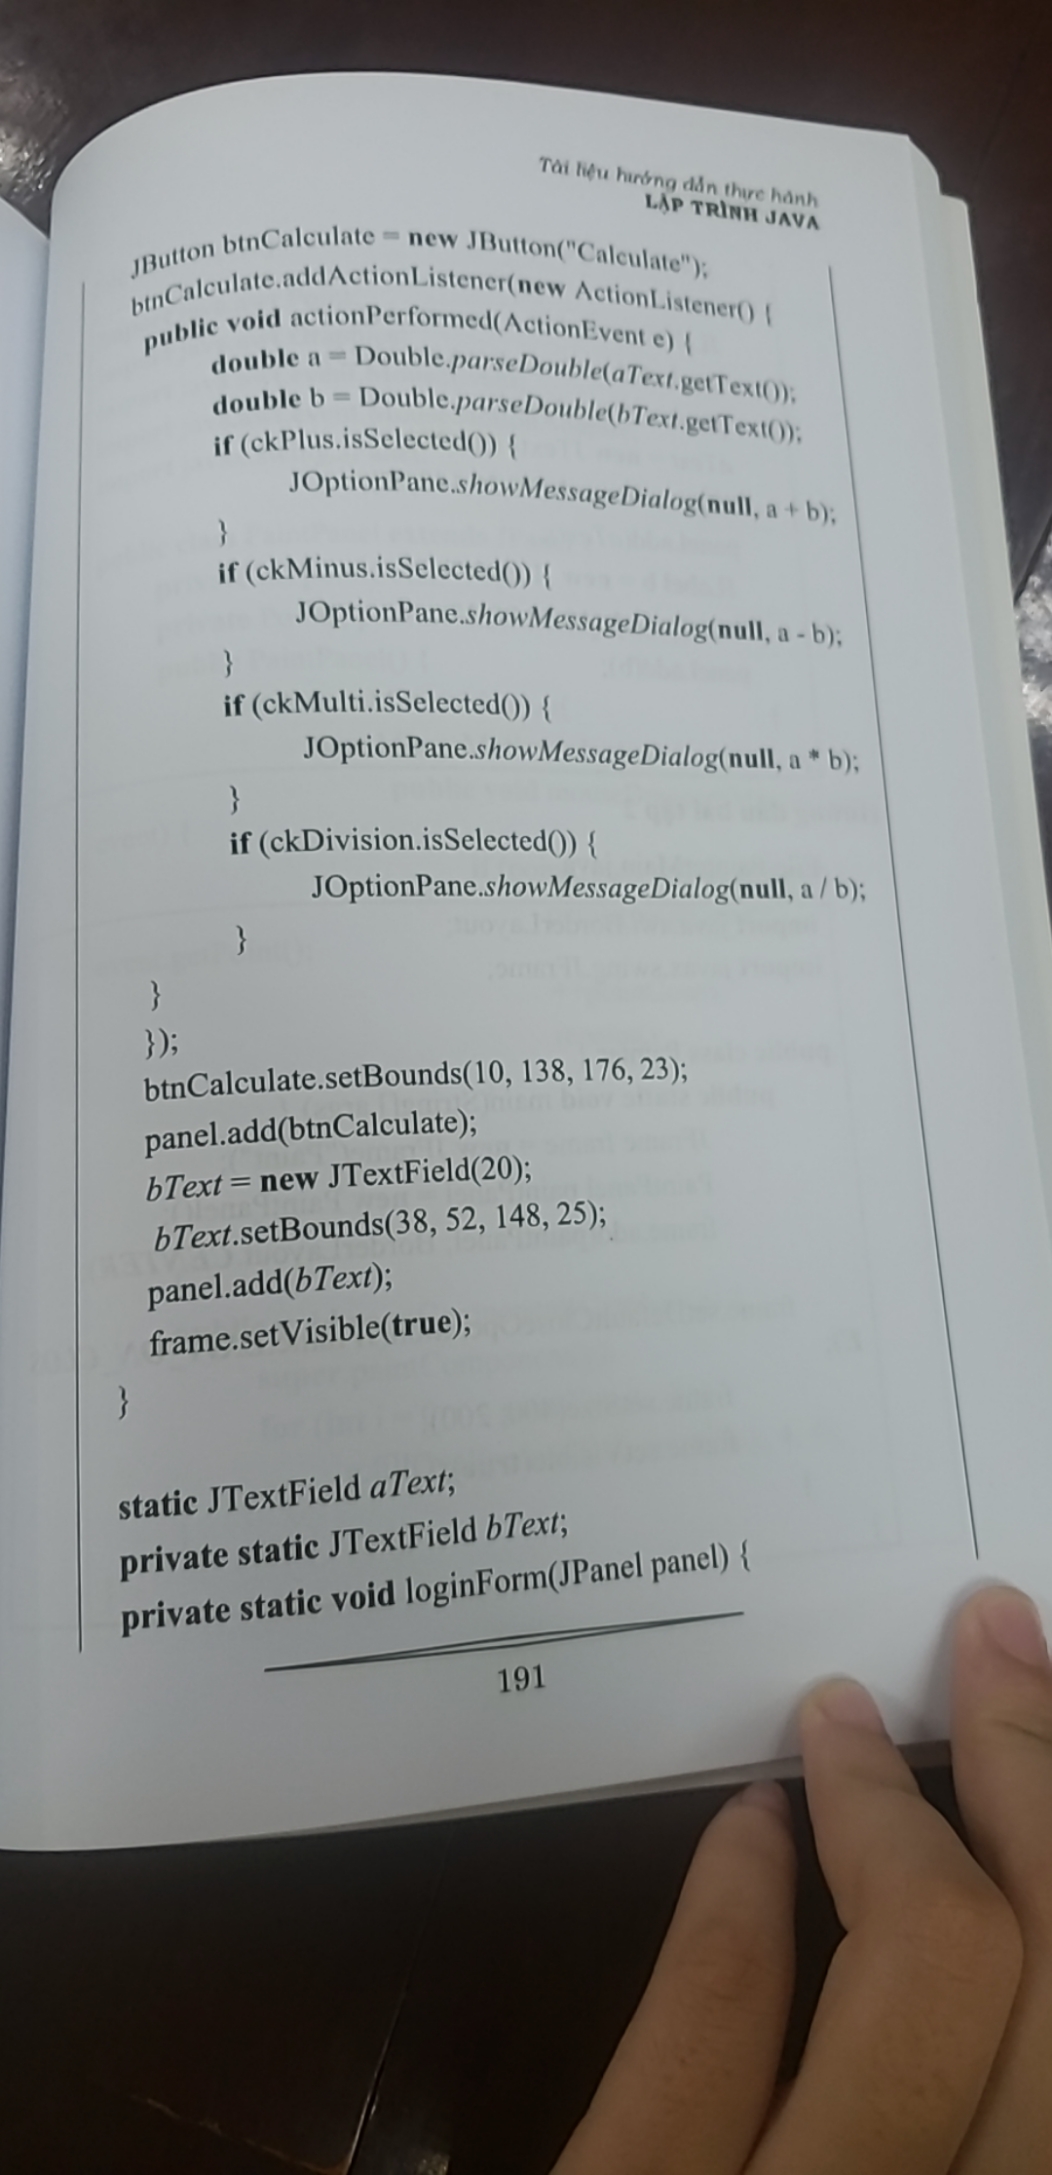 Tài liệu hướng dẫn thực hành
LẬP TRÌNH JAVA
JButton btnCalculate = new JButton("Calculate");
btnCalculate.addActionListener(new ActionListener() {
public void actionPerformed(ActionEvent e) {
double a = Double.parseDouble(aText.getText());
double b = Double.parseDouble(bText.getText());
if (ckPlus.isSelected()) {
JOptionPane.showMessageDialog(null, a + b);
}
if (ckMinus.isSelected()) {
JOptionPane.showMessageDialog(null, a - b);
}
if (ckMulti.isSelected()) {
JOptionPane.showMessageDialog(null, a * b);
}
if (ckDivision.isSelected()) {
JOptionPane.showMessageDialog(null, a / b);
}
}
});
btnCalculate.setBounds(10, 138, 176, 23);
panel.add(btnCalculate);
bText = new JTextField(20);
bText.setBounds(38, 52, 148, 25);
panel.add(bText);
frame.setVisible(true);
}
static JTextField aText;
private static JTextField bText;
private static void loginForm(JPanel panel) {
191